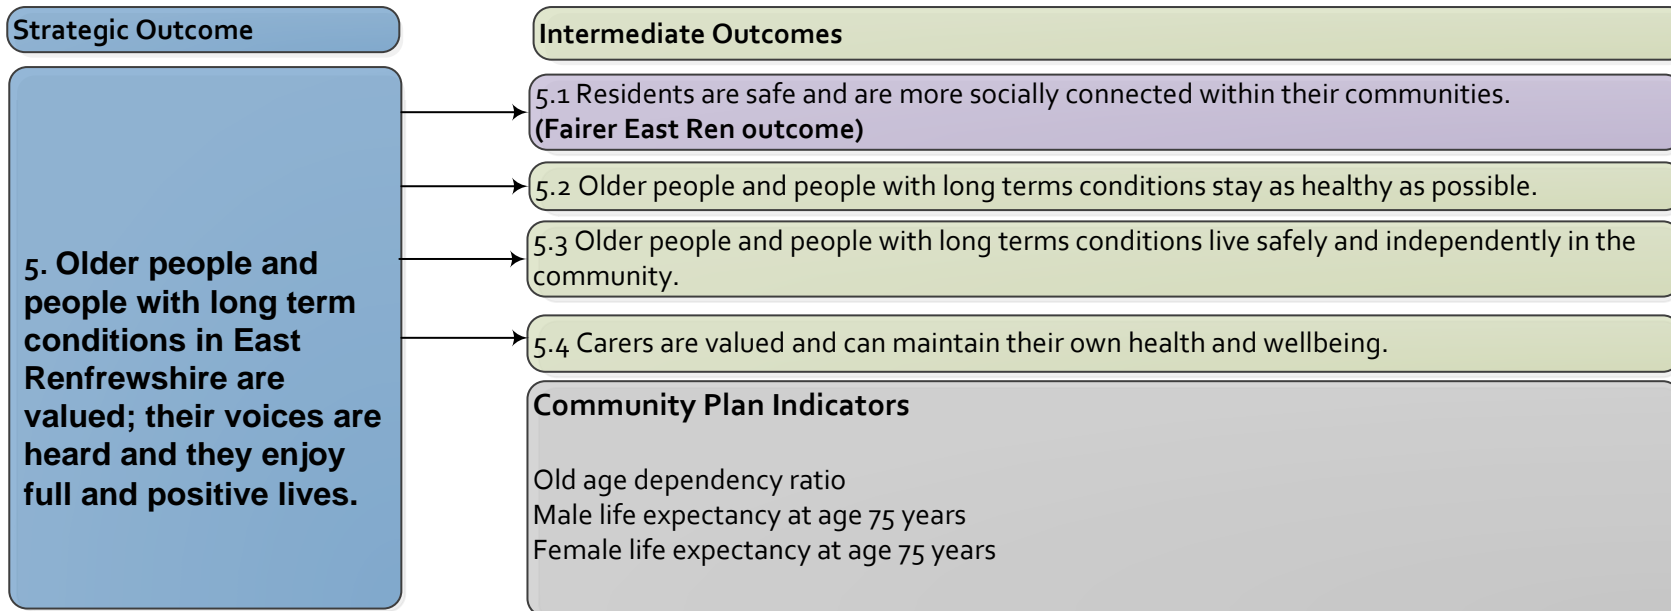 Strategic Outcome
5. Older people and
people with long term
conditions in East
Renfrewshire are
valued; their voices are
heard and they enjoy
full and positive lives.
Intermediate Outcomes
5.1 Residents are safe and are more socially connected within their communities.
(Fairer East Ren outcome)
5.2 Older people and people with long terms conditions stay as healthy as possible.
5.3 Older people and people with long terms conditions live safely and independently in the
community.
5.4 Carers are valued and can maintain their own health and wellbeing.
Community Plan Indicators
Old age dependency ratio
Male life expectancy at age 75 years
Female life expectancy at age 75 years